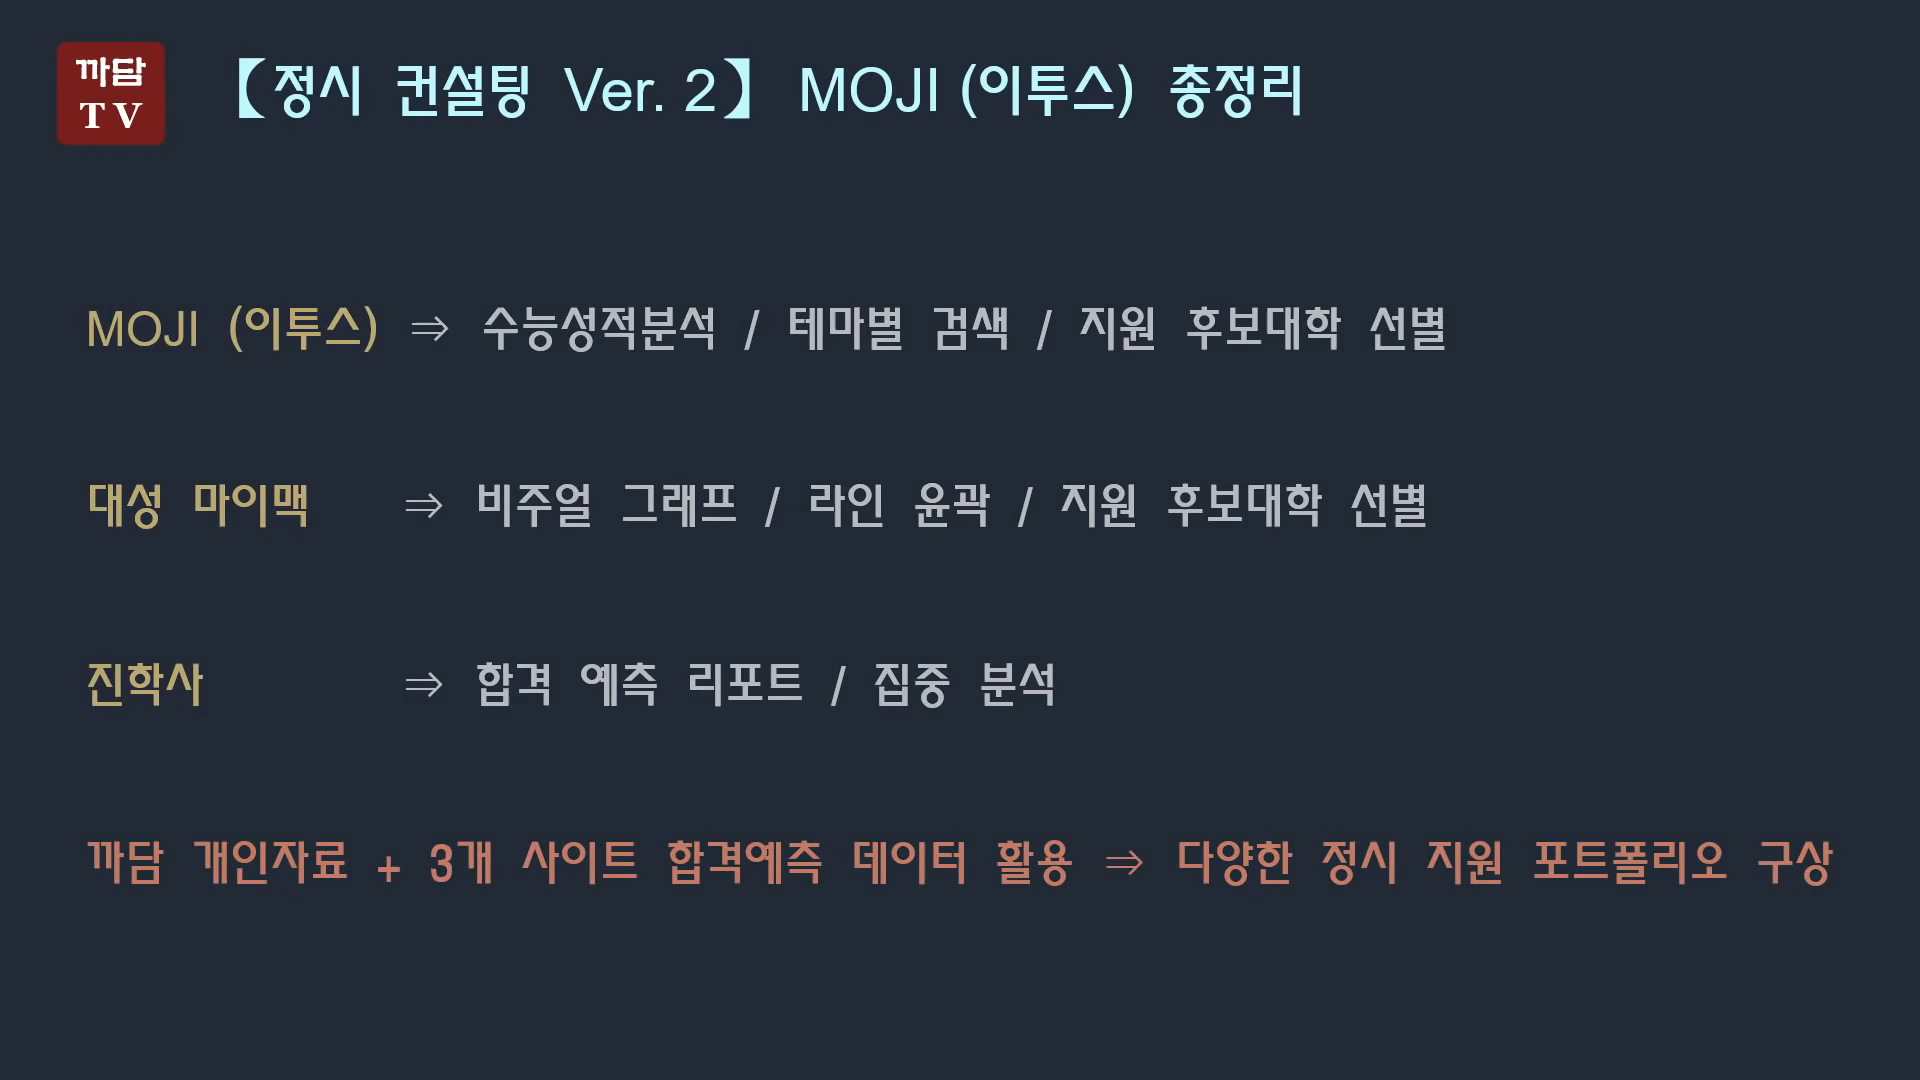 까담
TV
【정시 컨설팅 Ver. 2】 MOJI (이투스) 총정리
MOJI (이투스) ⇒ 수능성적분석 / 테마별 검색 / 지원 후보대학 선별
대성 마이맥 ⇒ 비주얼 그래프 / 라인 윤곽 / 지원 후보대학 선별
진학사 ⇒ 합격 예측 리포트 / 집중 분석
까담 개인자료 + 3개 사이트 합격예측 데이터 활용 ⇒ 다양한 정시 지원 포트폴리오 구상